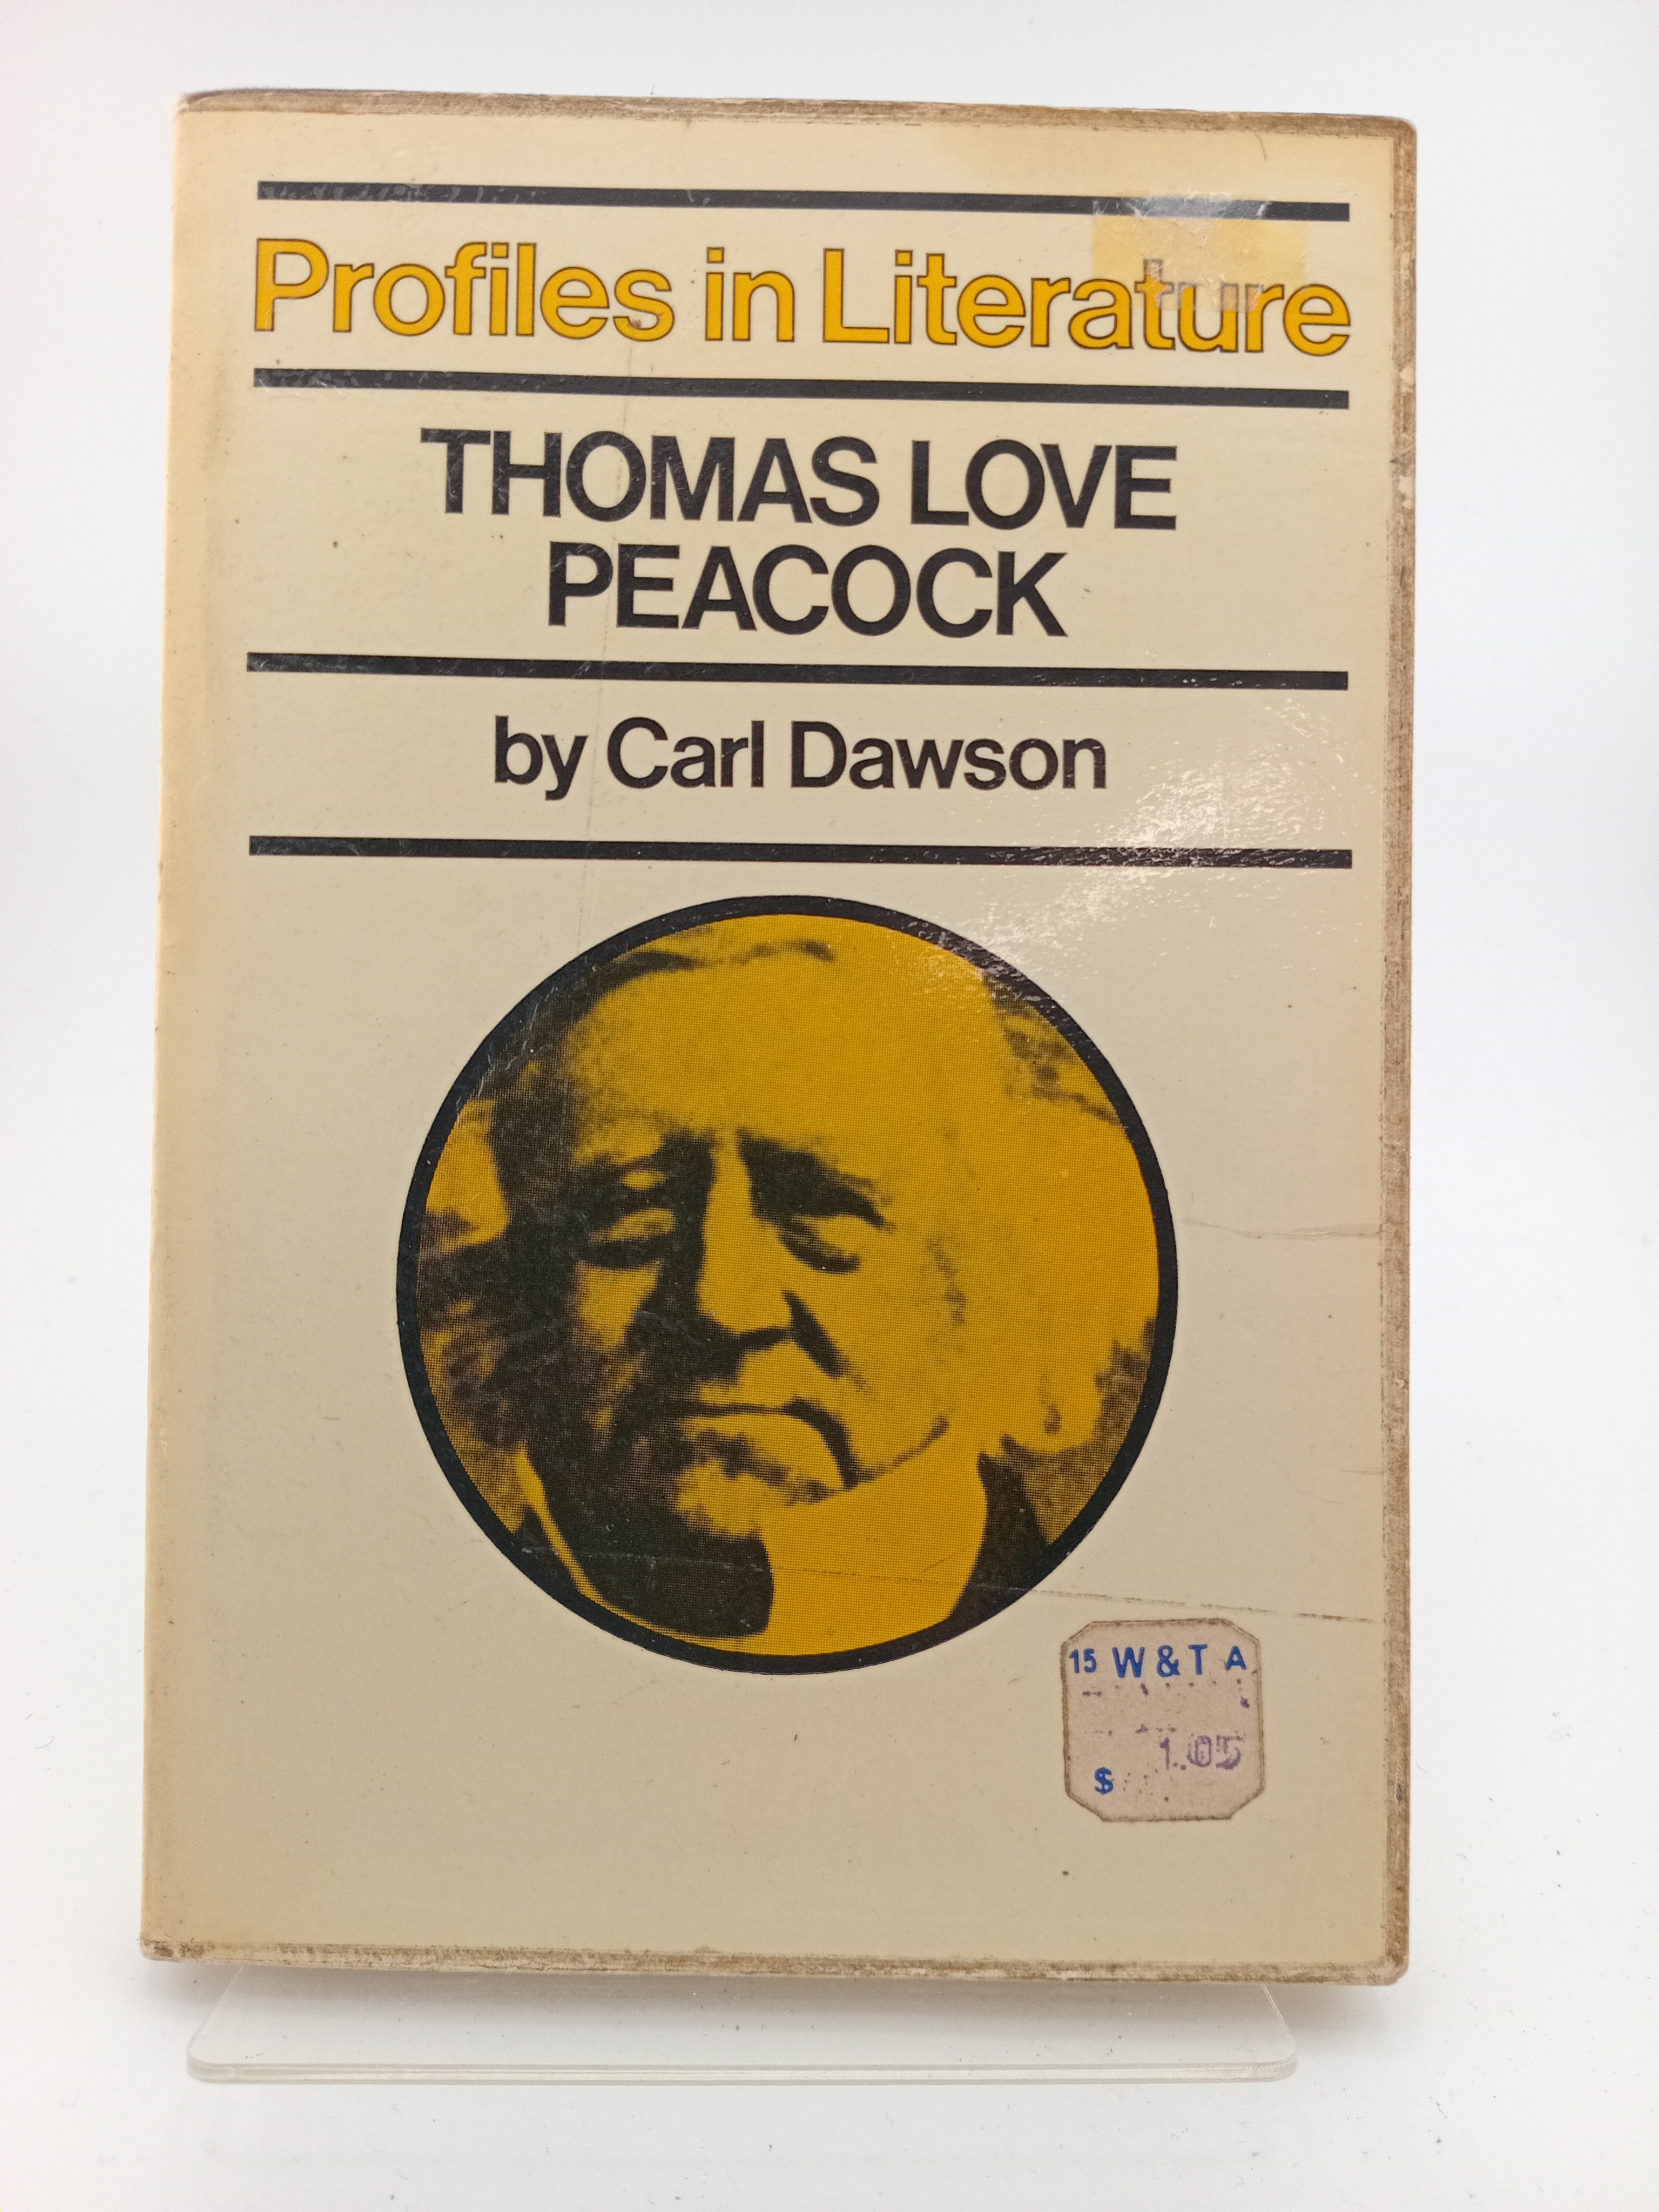 Profiles in Literature
THOMAS LOVE
PEACOCK
by Carl Dawson
15 W & T A
1.05
$